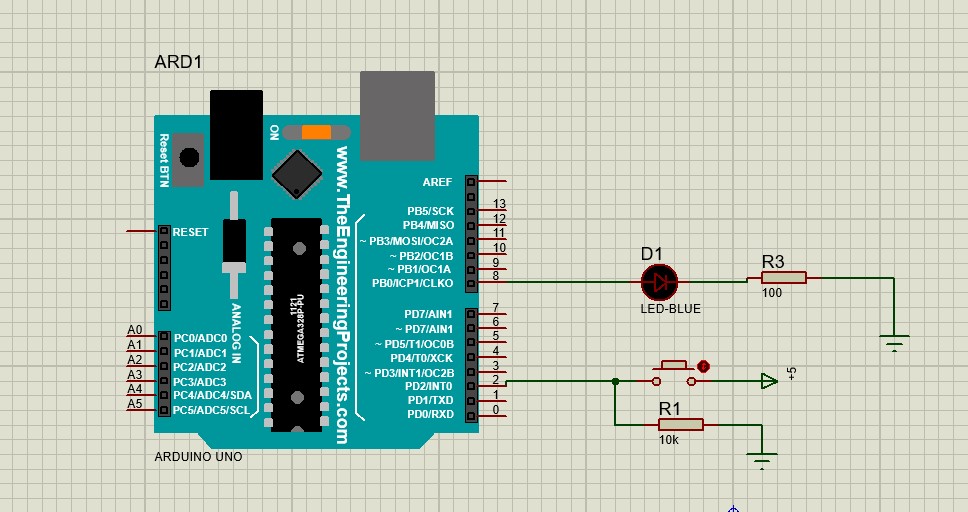 ARD1
ON
Reset BTN
www.TheEngineeringProjects.com
RESET
ANALOG IN
1121
ATMEGA328P-PU
AREF
PB5/SCK 13
PB4/MISO 12
~ PB3/MOSI/OC2A 11
~ PB2/OC1B 10
~ PB1/OC1A 9
PB0/ICP1/CLKO 8
PD7/AIN1 7
~ PD7/AIN1 6
~ PD5/T1/OC0B 5
PD4/T0/XCK 4
~ PD3/INT1/OC2B 3
PD2/INT0 2
PD1/TXD 1
PD0/RXD 0
A0 PC0/ADC0
A1 PC1/ADC1
A2 PC2/ADC2
A3 PC3/ADC3
A4 PC4/ADC4/SDA
A5 PC5/ADC5/SCL
ARDUINO UNO
D1
LED-BLUE
R3
100
+5
R1
10k